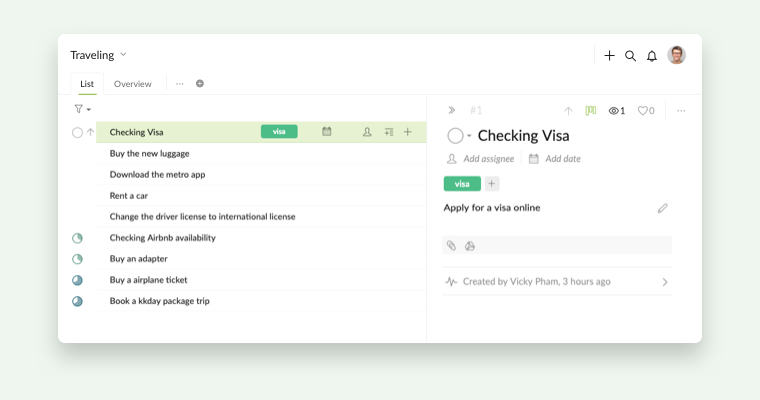 Traveling
List Overview
#1 1 0
Checking Visa visa
Checking Visa
Buy the new luggage
Add assignee Add date
Download the metro app
visa
Rent a car
Apply for a visa online
Change the driver license to international license
Checking Airbnb availability
Buy an adapter
Buy a airplane ticket
Created by Vicky Pham, 3 hours ago
Book a kkday package trip